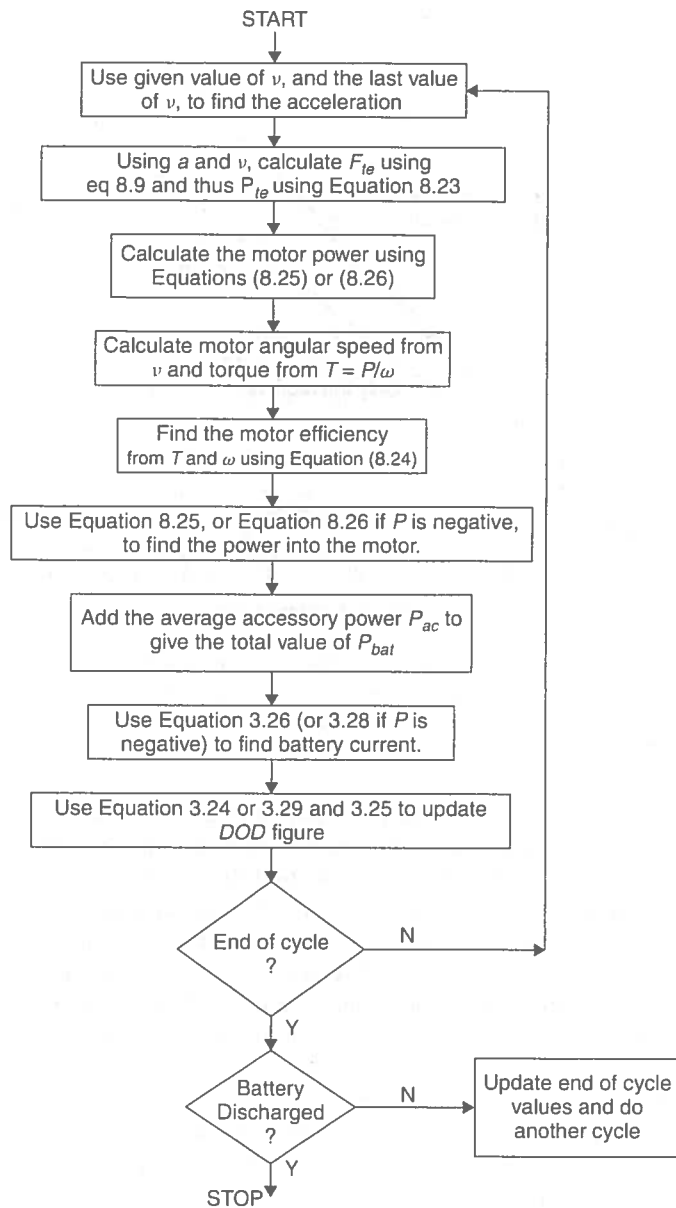 START
Use given value of ν, and the last value
of ν, to find the acceleration
Using a and ν, calculate Fte using
eq 8.9 and thus Pte using Equation 8.23
Calculate the motor power using
Equations (8.25) or (8.26)
Calculate motor angular speed from
ν and torque from T = P/ω
Find the motor efficiency
from T and ω using Equation (8.24)
Use Equation 8.25, or Equation 8.26 if P is negative,
to find the power into the motor.
Add the average accessory power Pac to
give the total value of Pbat
Use Equation 3.26 (or 3.28 if P is
negative) to find battery current.
Use Equation 3.24 or 3.29 and 3.25 to update
DOD figure
End of cycle
?
N
Y
Battery
Discharged
?
N
Update end of cycle
values and do
another cycle
Y
STOP